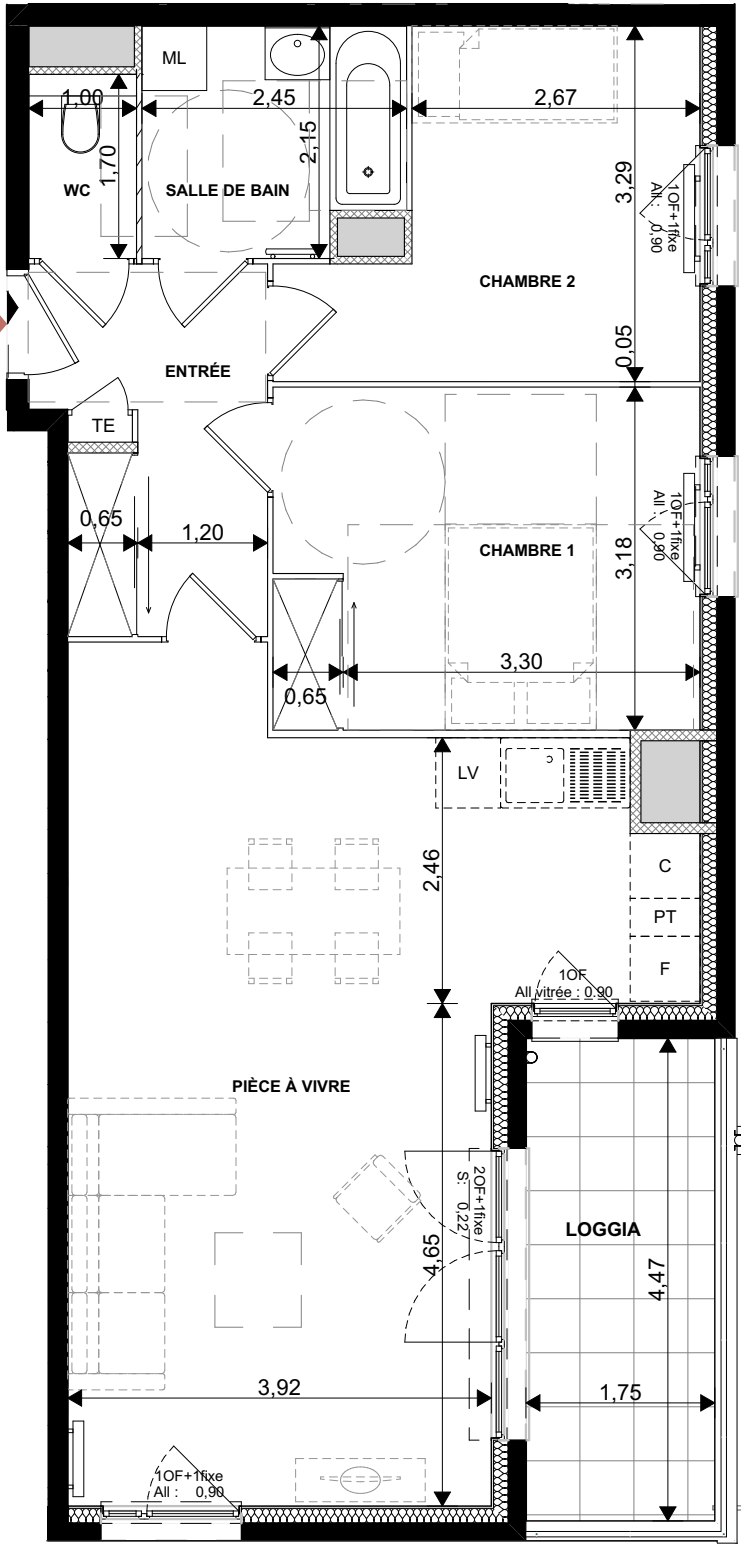 ML
1,00
2,45
2,67
1,70
2,15
3,29
WC
SALLE DE BAIN
1OF+1fixe
All : 0,90
CHAMBRE 2
0,05
ENTRÉE
TE
0,65
1,20
CHAMBRE 1
3,18
1OF+1fixe
All : 0,90
3,30
0,65
LV
2,46
C
PT
F
1OF
All vitrée : 0.90
PIÈCE À VIVRE
2OF+1fixe
S: 0,22
4,65
LOGGIA
4,47
3,92
1,75
1OF+1fixe
All : 0,90